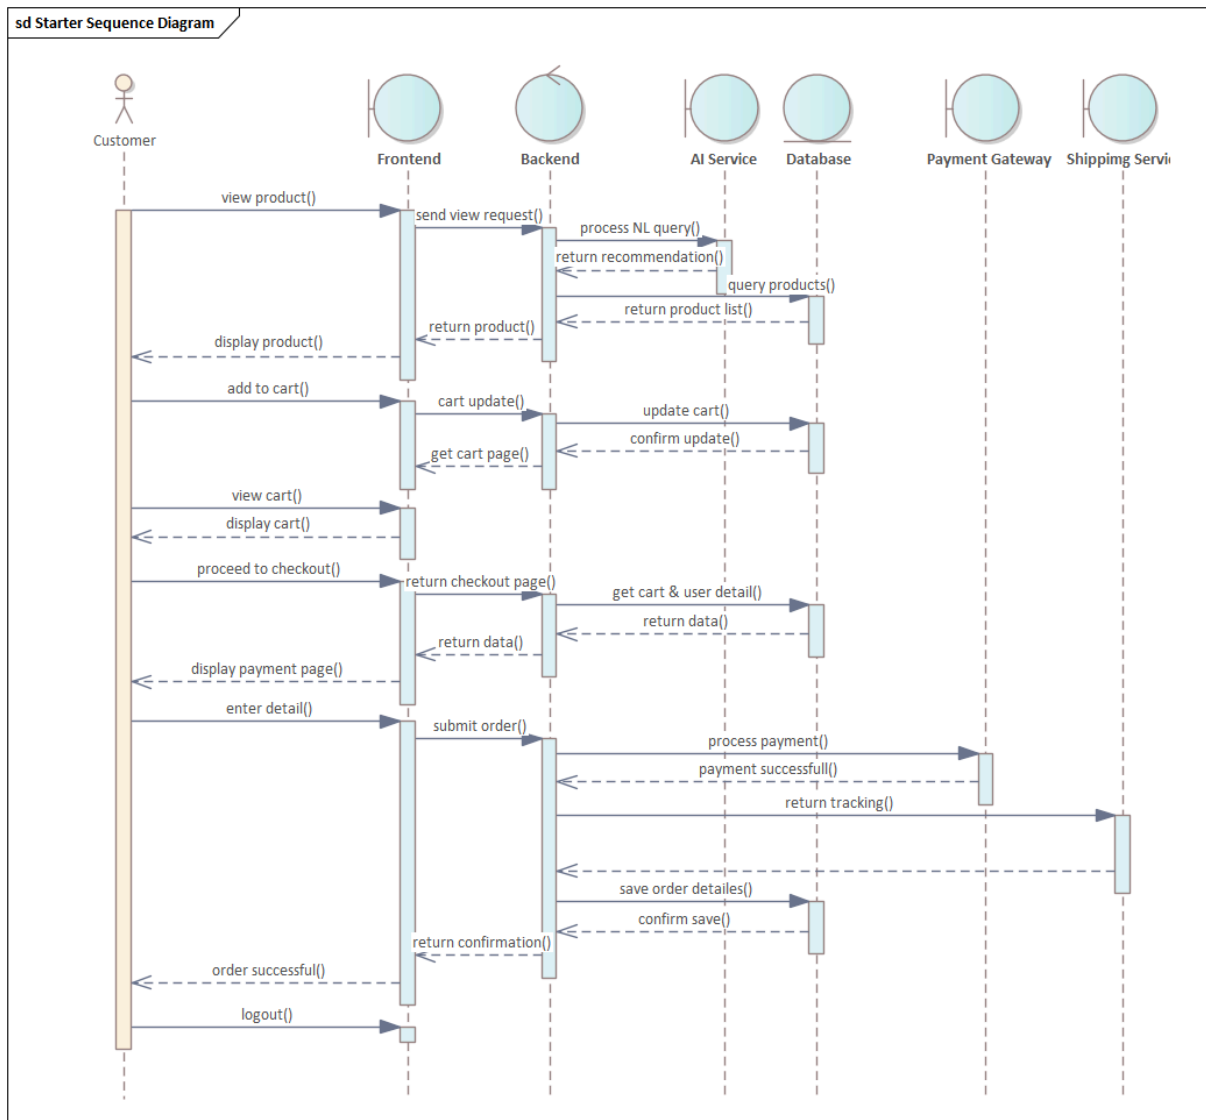 sd Starter Sequence Diagram
Customer
Frontend
Backend
AI Service
Database
Payment Gateway
Shippimg Servi
view product()
send view request()
process NL query()
return recommendation()
query products()
return product list()
return product()
display product()
add to cart()
cart update()
update cart()
confirm update()
get cart page()
view cart()
display cart()
proceed to checkout()
return checkout page()
get cart & user detail()
return data()
return data()
display payment page()
enter detail()
submit order()
process payment()
payment successfull()
return tracking()
save order detailes()
confirm save()
return confirmation()
order successful()
logout()